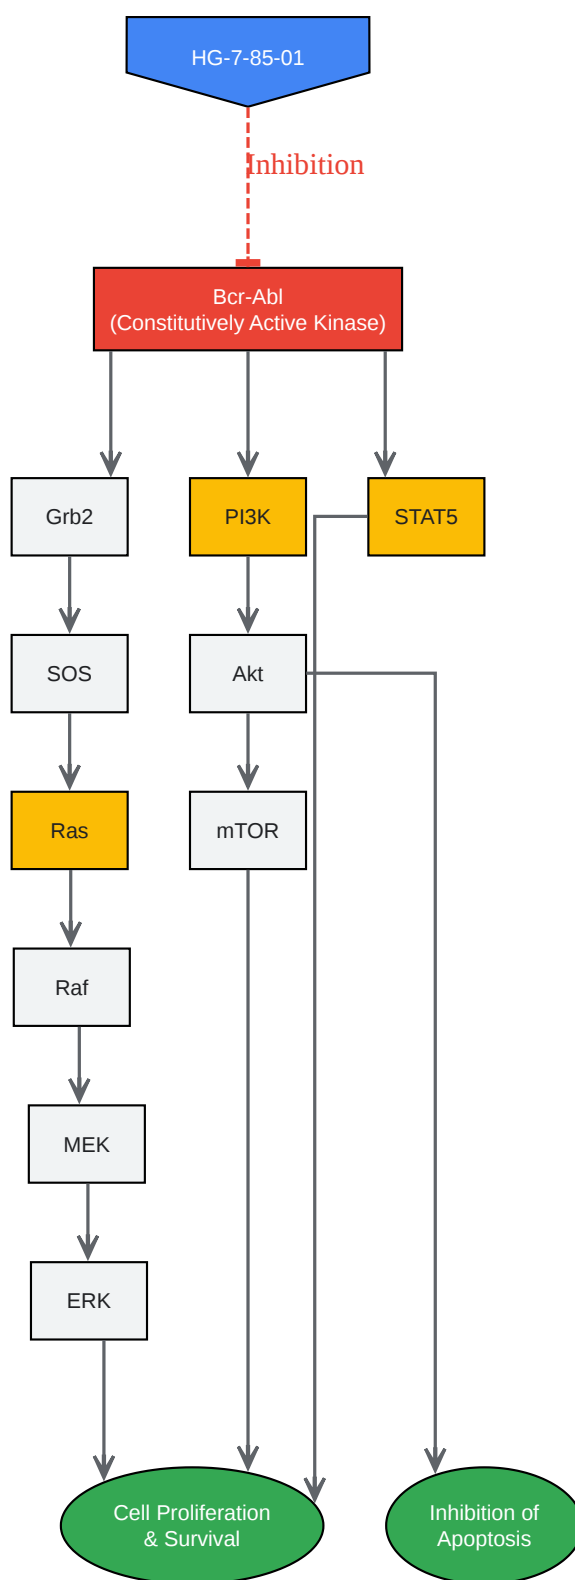 HG-7-85-01
Inhibition
Bcr-Abl
(Constitutively Active Kinase)
Grb2
PI3K
STAT5
SOS
Akt
Ras
mTOR
Raf
MEK
ERK
Cell Proliferation
& Survival
Inhibition of
Apoptosis